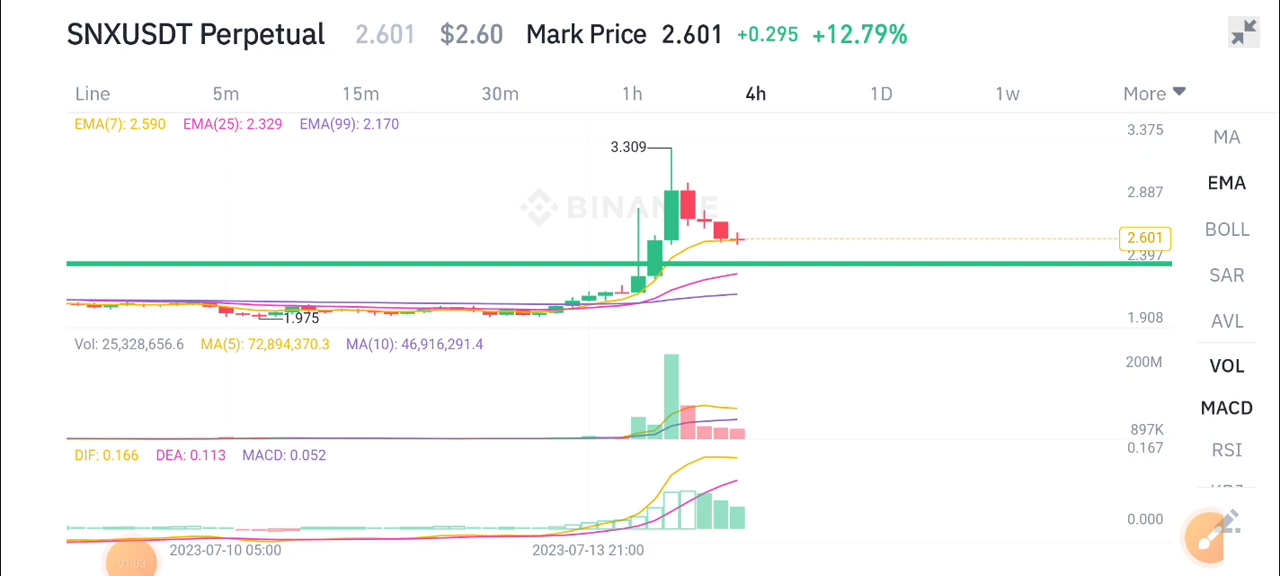 SNXUSDT Perpetual 2.601 $2.60 Mark Price 2.601 +0.295 +12.79%
Line 5m 15m 30m 1h 4h 1D 1w More
EMA(7): 2.590 EMA(25): 2.329 EMA(99): 2.170
3.375
MA
3.309
EMA
2.887
BINANCE
BOLL
2.601
2.397
SAR
1.975
1.908
AVL
Vol: 25,328,656.6 MA(5): 72,894,370.3 MA(10): 46,916,291.4
200M
VOL
MACD
897K
DIF: 0.166 DEA: 0.113 MACD: 0.052
0.167
RSI
0.000
2023-07-10 05:00 2023-07-13 21:00
01:03